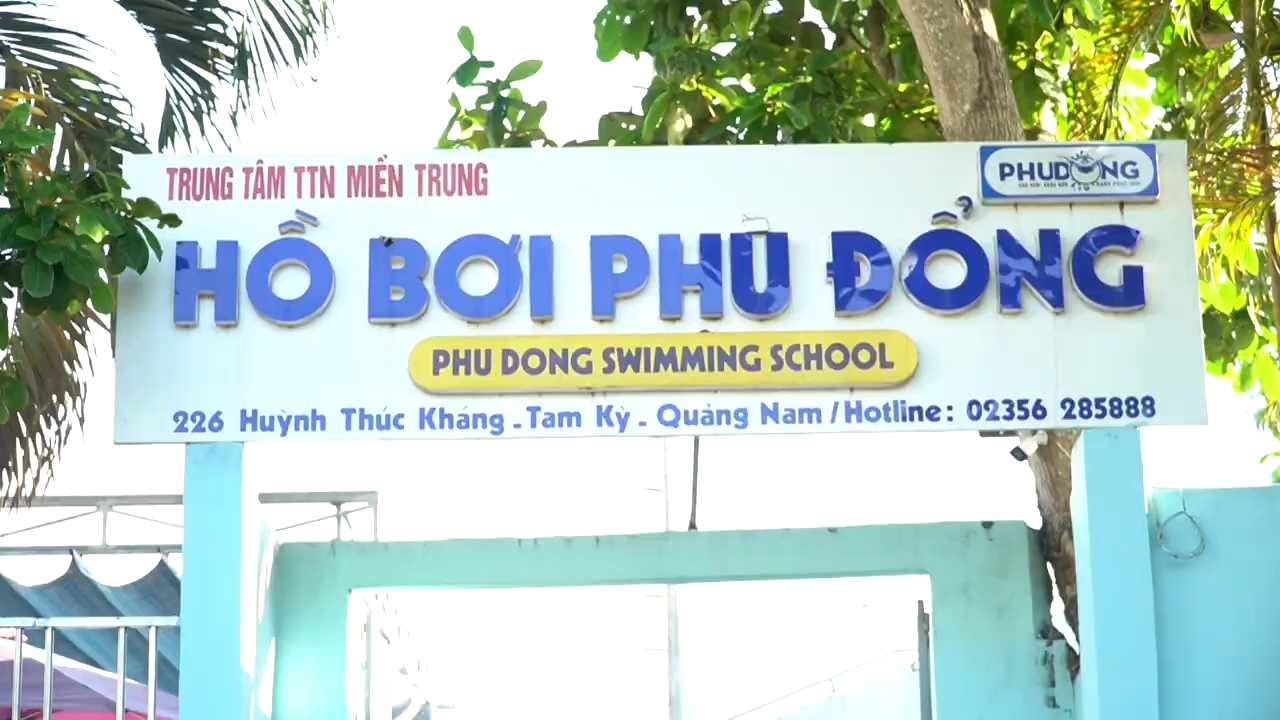 TRUNG TÂM TTN MIỀN TRUNG
PHUDONG
HỒ BƠI PHÙ ĐỔNG
PHU DONG SWIMMING SCHOOL
226 Huỳnh Thúc Kháng - Tam Kỳ - Quảng Nam / Hotline: 02356 285888